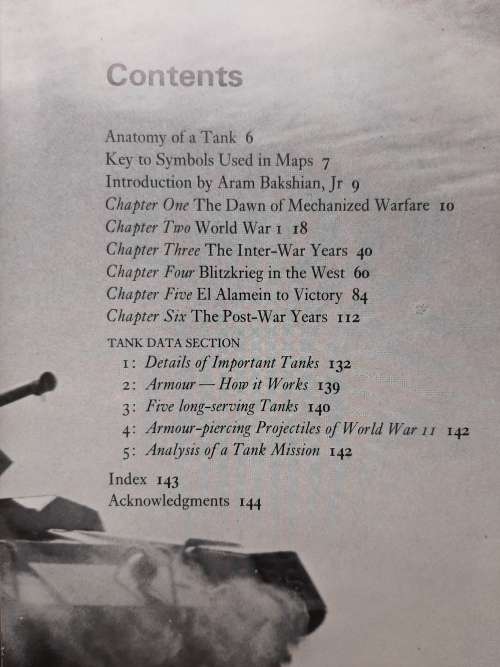 Contents
Anatomy of a Tank 6
Key to Symbols Used in Maps 7
Introduction by Aram Bakshian, Jr 9
Chapter One The Dawn of Mechanized Warfare 10
Chapter Two World War 1 18
Chapter Three The Inter-War Years 40
Chapter Four Blitzkrieg in the West 60
Chapter Five El Alamein to Victory 84
Chapter Six The Post-War Years 112
TANK DATA SECTION
1: Details of Important Tanks 132
2: Armour — How it Works 139
3: Five long-serving Tanks 140
4: Armour-piercing Projectiles of World War 11 142
5: Analysis of a Tank Mission 142
Index 143
Acknowledgments 144